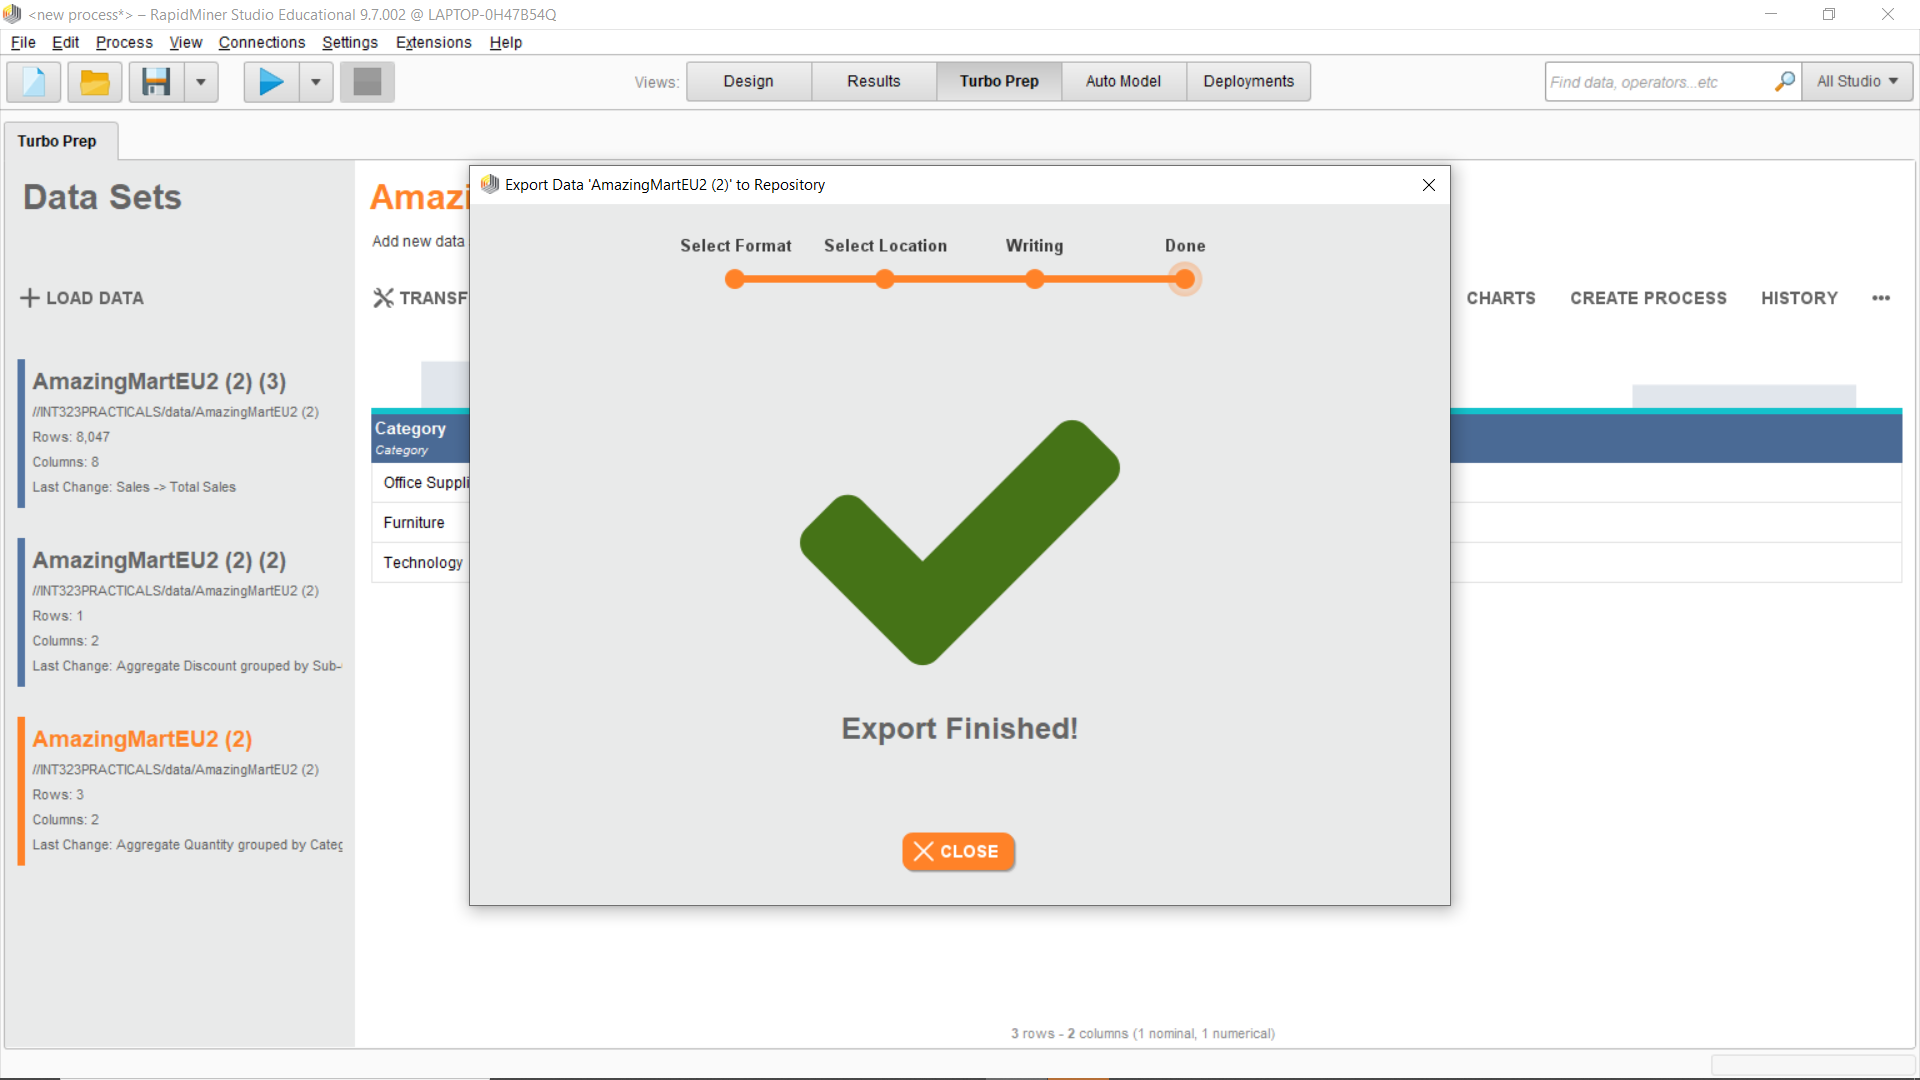 <new process*> – RapidMiner Studio Educational 9.7.002 @ LAPTOP-0H47B54Q
File Edit Process View Connections Settings Extensions Help
Views: Design Results Turbo Prep Auto Model Deployments
Find data, operators...etc
All Studio
Turbo Prep
Data Sets
LOAD DATA
AmazingMartEU2 (2) (3)
//INT323PRACTICALS/data/AmazingMartEU2 (2)
Rows: 8,047
Columns: 8
Last Change: Sales -> Total Sales
AmazingMartEU2 (2) (2)
//INT323PRACTICALS/data/AmazingMartEU2 (2)
Rows: 1
Columns: 2
Last Change: Aggregate Discount grouped by Sub-
AmazingMartEU2 (2)
//INT323PRACTICALS/data/AmazingMartEU2 (2)
Rows: 3
Columns: 2
Last Change: Aggregate Quantity grouped by Categ
Amazi
Add new data
TRANSF
CHARTS CREATE PROCESS HISTORY •••
Category
Category
Office Suppli
Furniture
Technology
Export Data 'AmazingMartEU2 (2)' to Repository
Select Format Select Location Writing Done
Export Finished!
CLOSE
3 rows - 2 columns (1 nominal, 1 numerical)